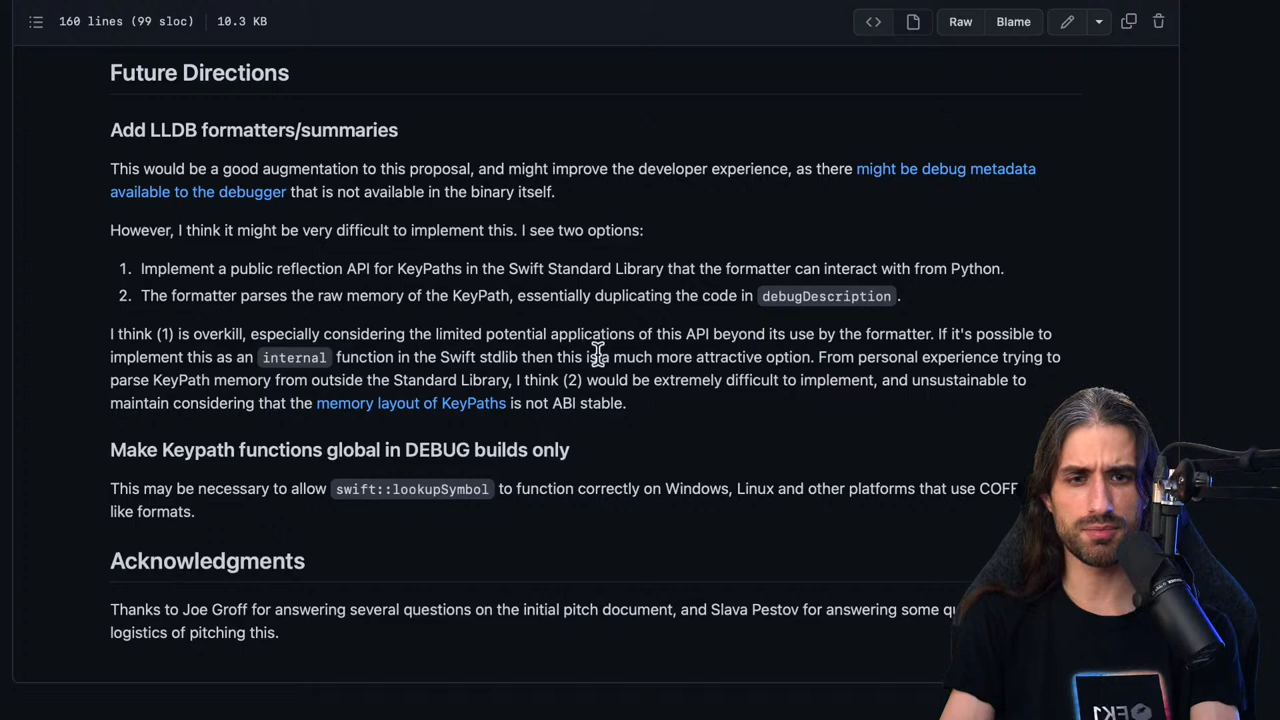 160 lines (99 sloc) 10.3 KB Raw Blame
Future Directions
Add LLDB formatters/summaries
This would be a good augmentation to this proposal, and might improve the developer experience, as there might be debug metadata
available to the debugger that is not available in the binary itself.
However, I think it might be very difficult to implement this. I see two options:
1. Implement a public reflection API for KeyPaths in the Swift Standard Library that the formatter can interact with from Python.
2. The formatter parses the raw memory of the KeyPath, essentially duplicating the code in debugDescription.
I think (1) is overkill, especially considering the limited potential applications of this API beyond its use by the formatter. If it's possible to
implement this as an internal function in the Swift stdlib then this is a much more attractive option. From personal experience trying to
parse KeyPath memory from outside the Standard Library, I think (2) would be extremely difficult to implement, and unsustainable to
maintain considering that the memory layout of KeyPaths is not ABI stable.
Make Keypath functions global in DEBUG builds only
This may be necessary to allow swift::lookupSymbol to function correctly on Windows, Linux and other platforms that use COFF
like formats.
Acknowledgments
Thanks to Joe Groff for answering several questions on the initial pitch document, and Slava Pestov for answering some
logistics of pitching this.